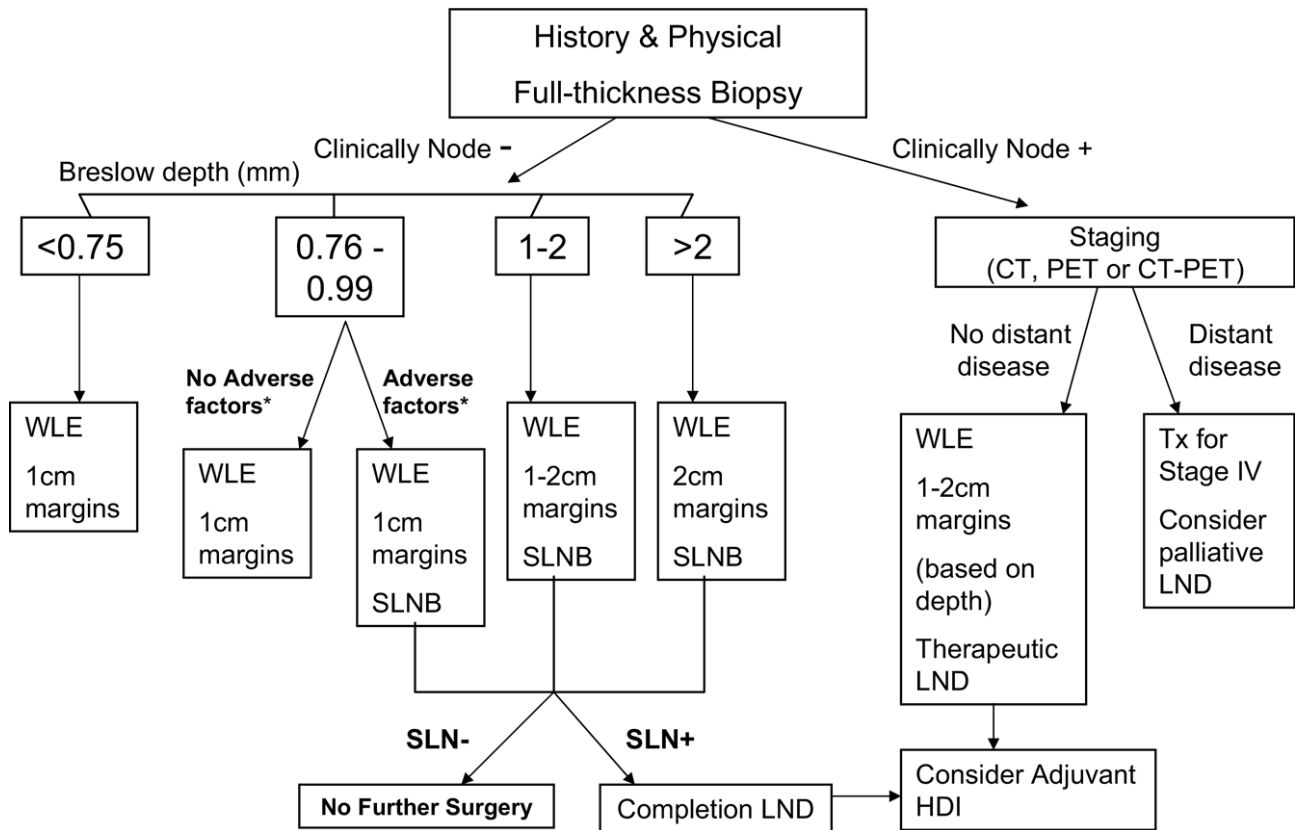 History & Physical
Full-thickness Biopsy
Clinically Node -
Clinically Node +
Breslow depth (mm)
<0.75
0.76 -
0.99
1-2
>2
Staging
(CT, PET or CT-PET)
No distant
disease
Distant
disease
No Adverse
factors*
Adverse
factors*
WLE
1cm
margins
WLE
1cm
margins
WLE
1cm
margins
SLNB
WLE
1-2cm
margins
SLNB
WLE
2cm
margins
SLNB
WLE
1-2cm
margins
(based on
depth)
Therapeutic
LND
Tx for
Stage IV
Consider
palliative
LND
SLN-
SLN+
No Further Surgery
Completion LND
Consider Adjuvant
HDI